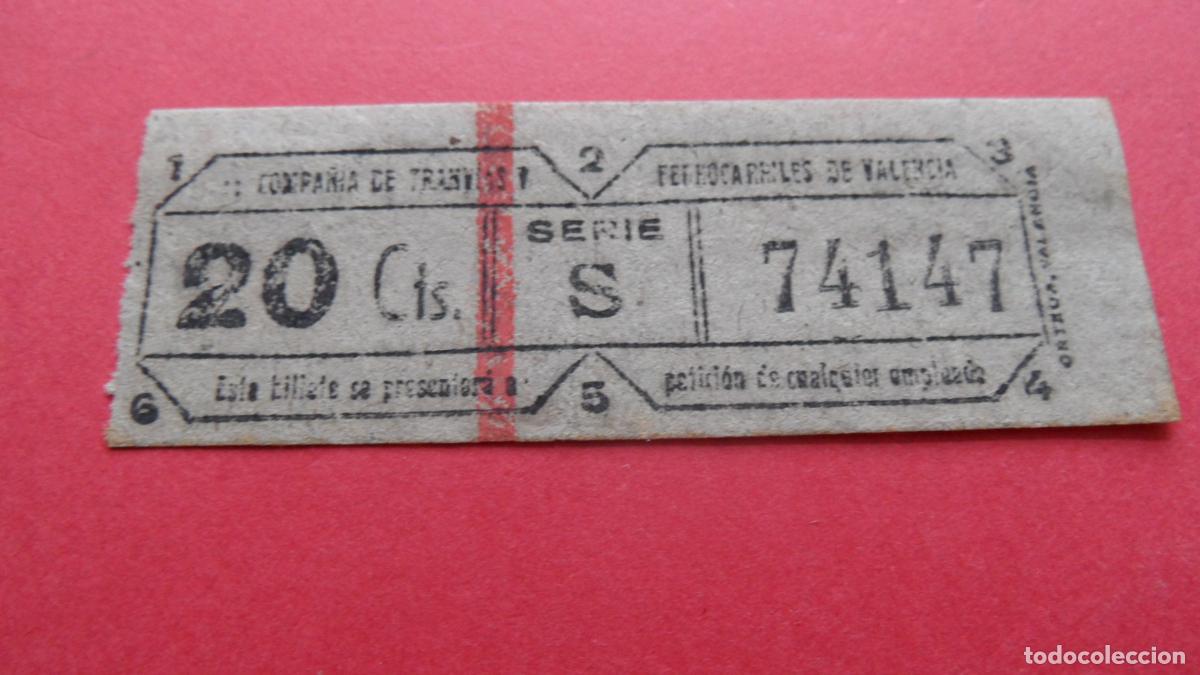 1 2 3
COMPAÑIA DE TRANVIAS Y FERROCARRILES DE VALENCIA
20 Cts. SERIE S 74147
Este billete se presentará a petición de cualquier empleado
6 5 4
ORTEGA, VALENCIA
todocoleccion